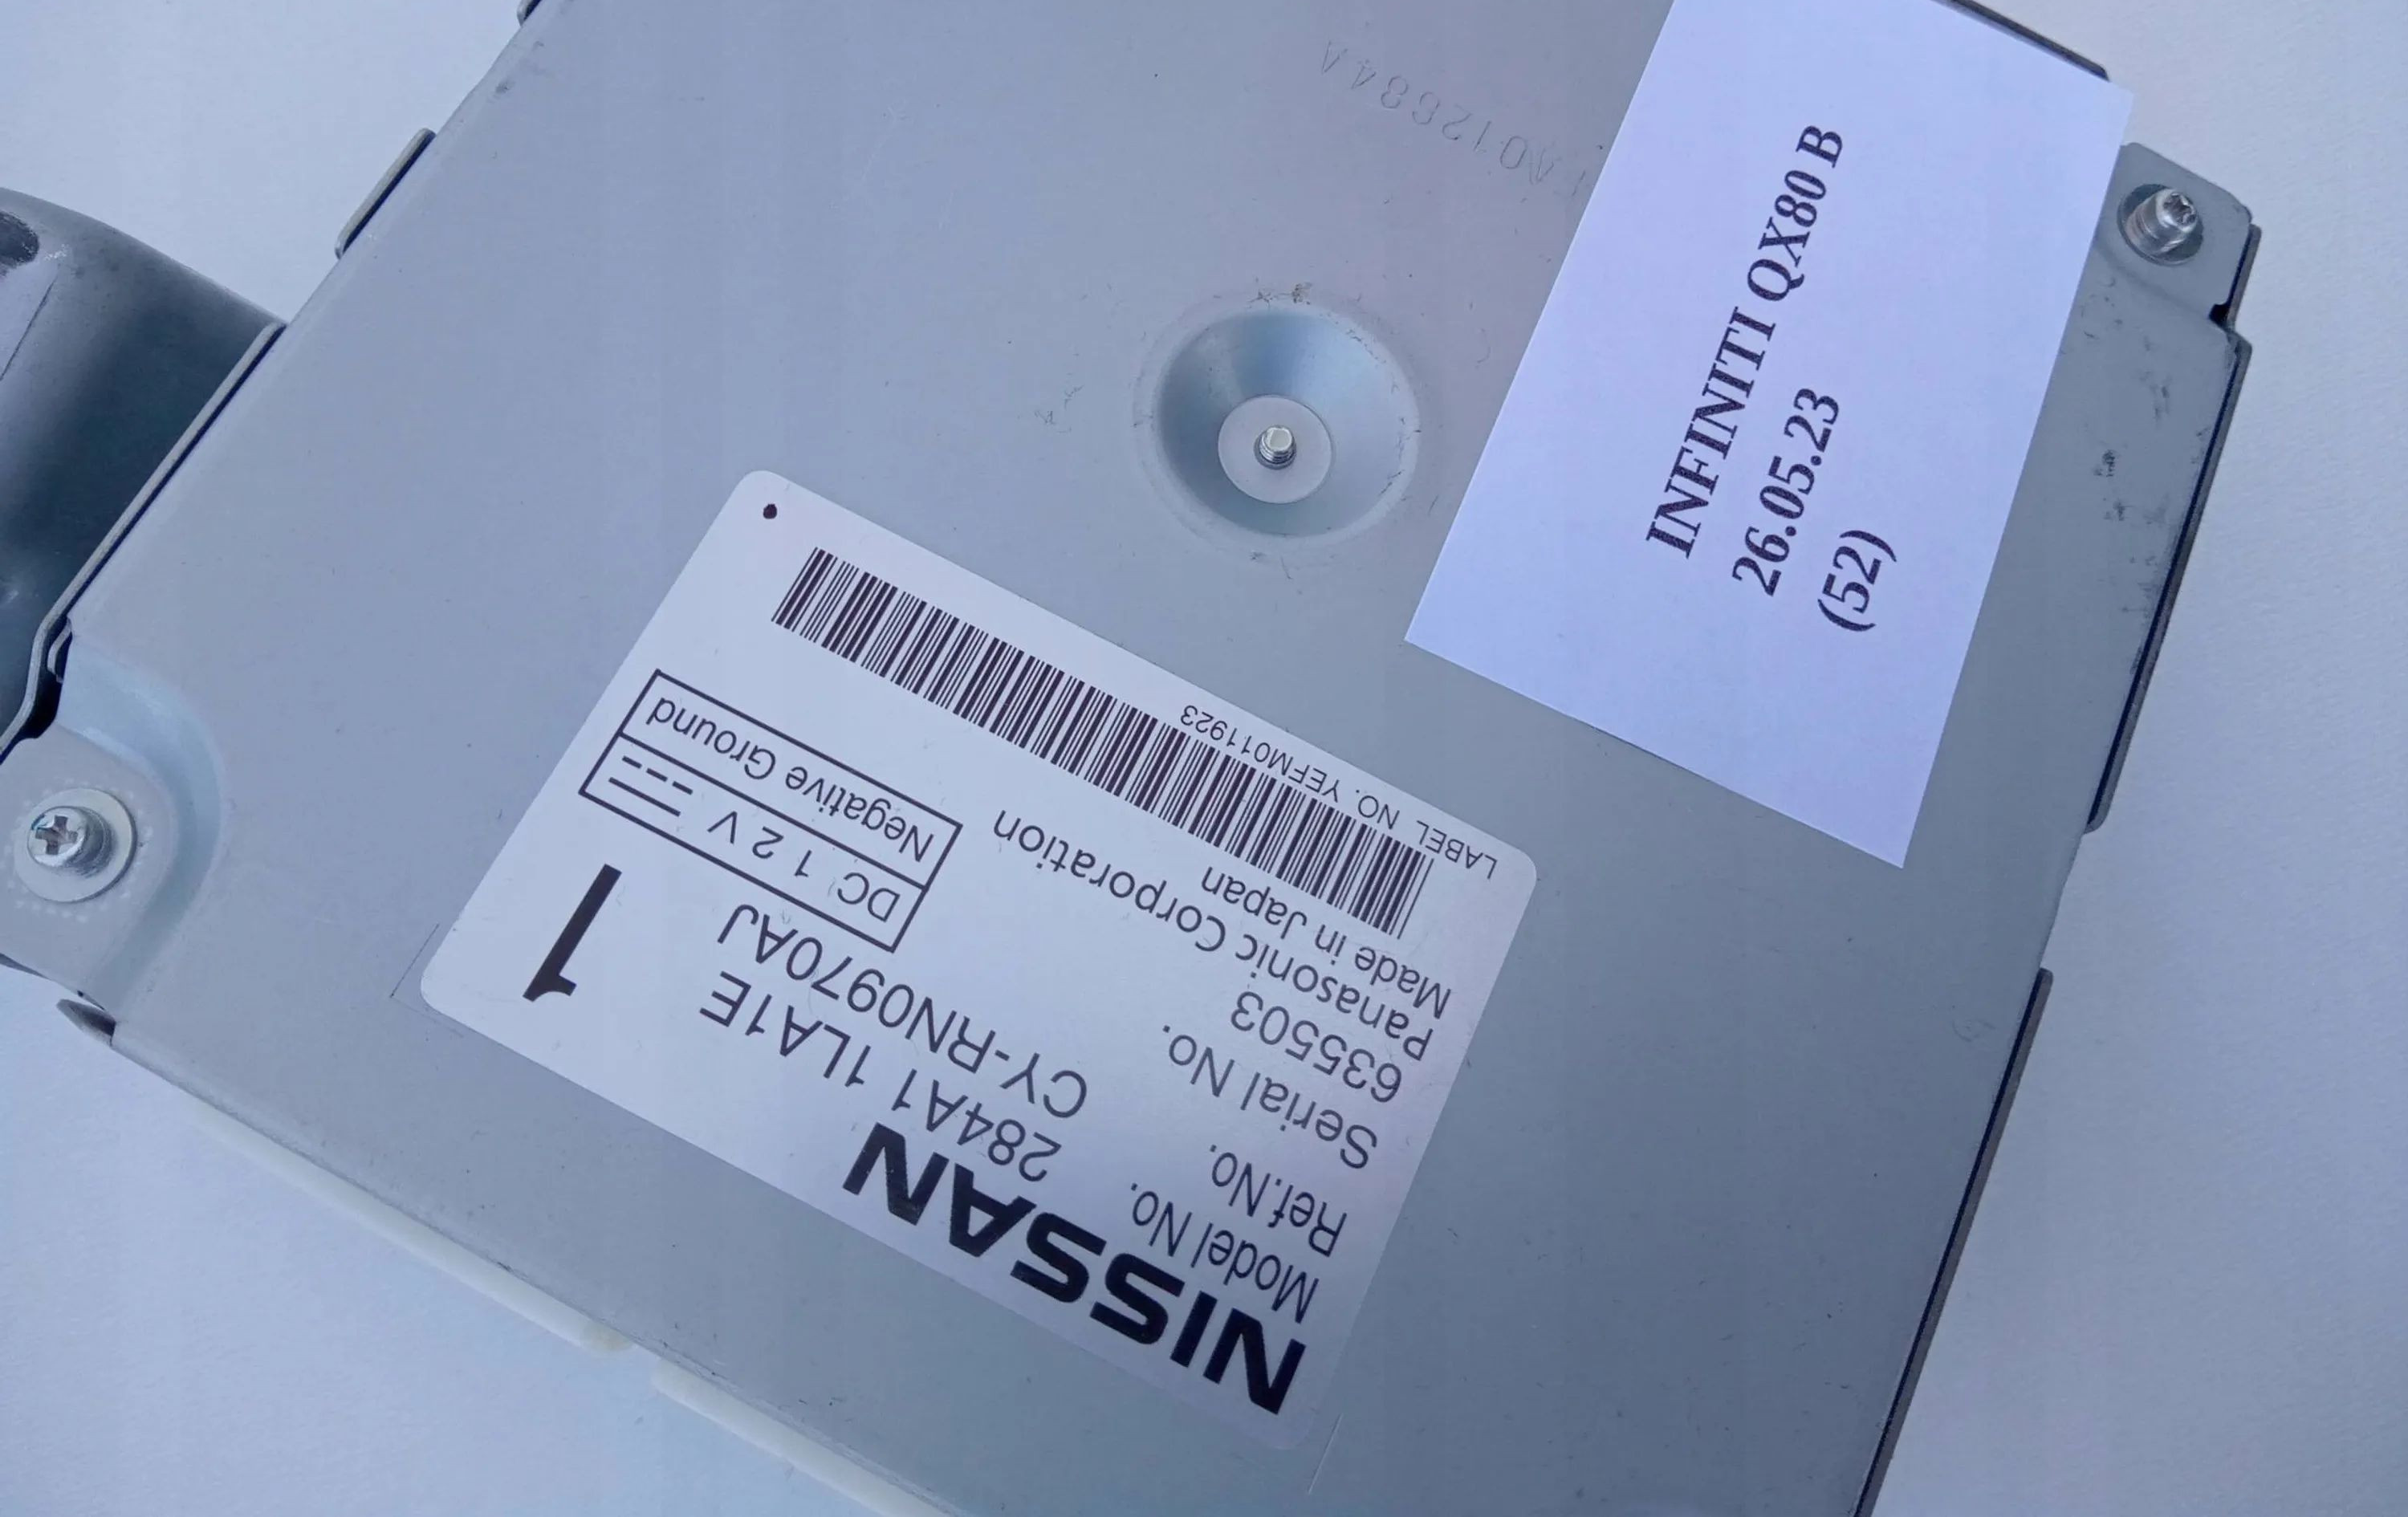 INFINITI QX80 B
26.05.23
(52)
NISSAN
Model No. 284A1 1LA1E
Ref.No. CY-RN0970AJ
Serial No.
635503
Panasonic Corporation
Made in Japan
DC 12V
Negative Ground
1
LABEL NO. YEFM011923